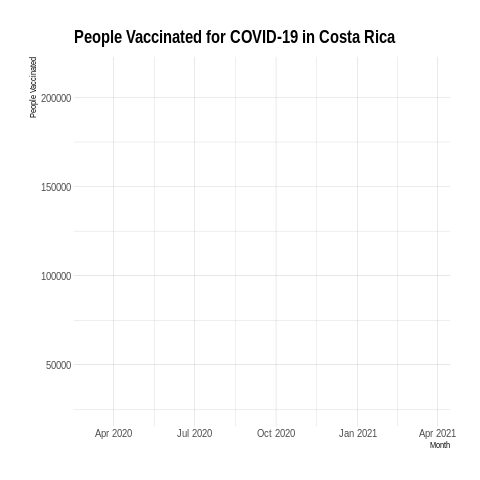 People Vaccinated for COVID-19 in Costa Rica
People Vaccinated
200000
150000
100000
50000
Apr 2020 Jul 2020 Oct 2020 Jan 2021 Apr 2021
Month